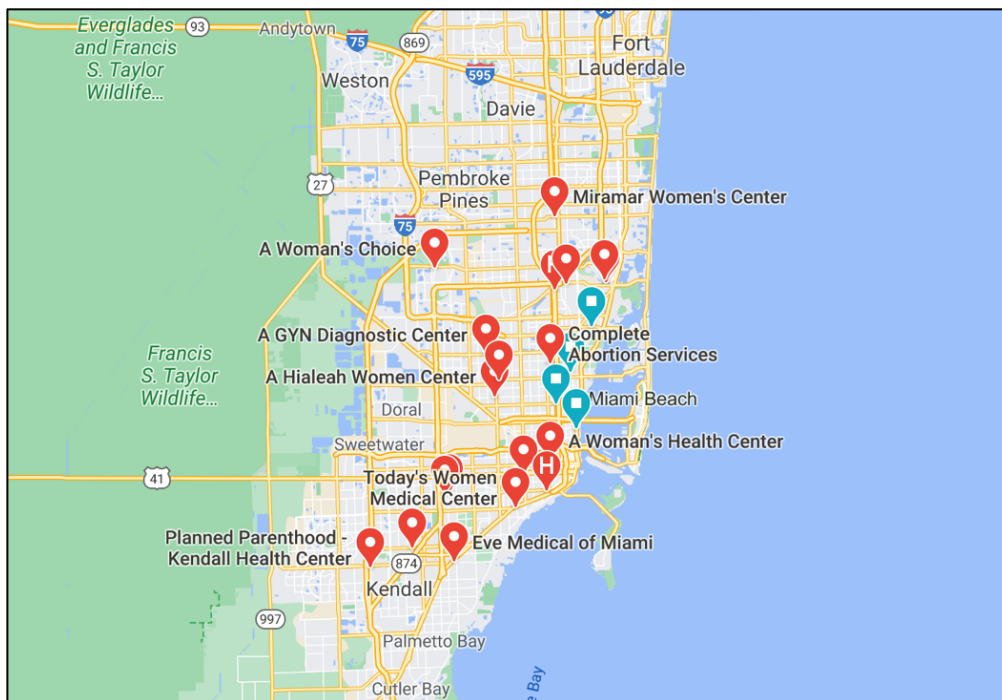 Everglades
and Francis
S. Taylor
Wildlife...
93
Andytown
75
869
95
Fort
Lauderdale
Weston
595
Davie
27
Pembroke
Pines
Miramar Women's Center
75
A Woman's Choice
A GYN Diagnostic Center
Complete
Abortion Services
Francis
S. Taylor
Wildlife...
A Hialeah Women Center
Doral
Miami Beach
Sweetwater
A Woman's Health Center
41
Today's Women
Medical Center
H
Planned Parenthood -
Kendall Health Center
Eve Medical of Miami
874
Kendall
997
Palmetto Bay
Cutler Bay
Bay